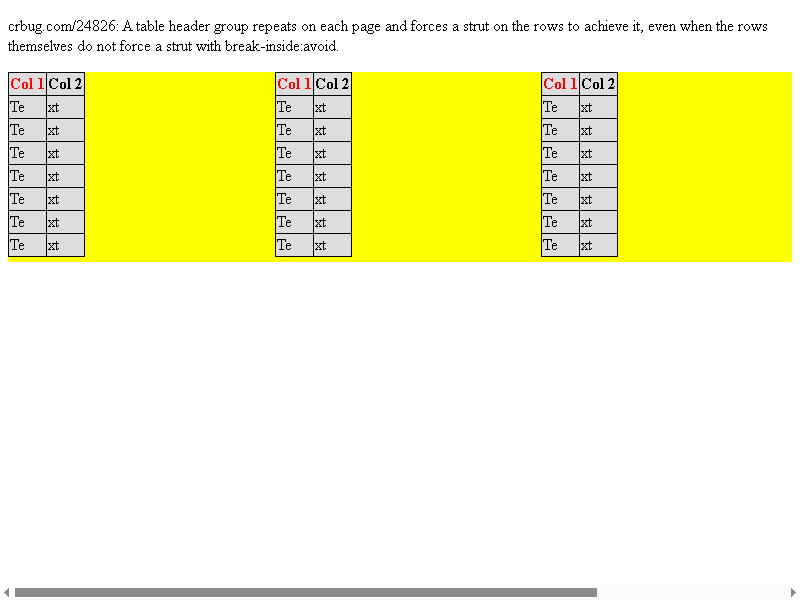 crbug.com/24826: A table header group repeats on each page and forces a strut on the rows to achieve it, even when the rows
themselves do not force a strut with break-inside:avoid.
Col 1 Col 2
Te xt
Te xt
Te xt
Te xt
Te xt
Te xt
Te xt
Col 1 Col 2
Te xt
Te xt
Te xt
Te xt
Te xt
Te xt
Te xt
Col 1 Col 2
Te xt
Te xt
Te xt
Te xt
Te xt
Te xt
Te xt